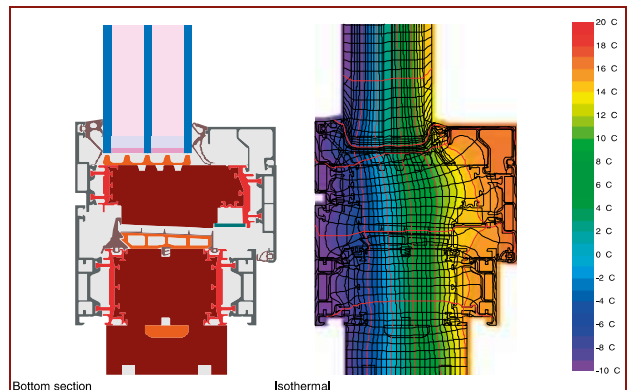 20 C
18 C
16 C
14 C
12 C
10 C
8 C
6 C
4 C
2 C
0 C
-2 C
-4 C
-6 C
-8 C
-10 C
Bottom section
Isothermal